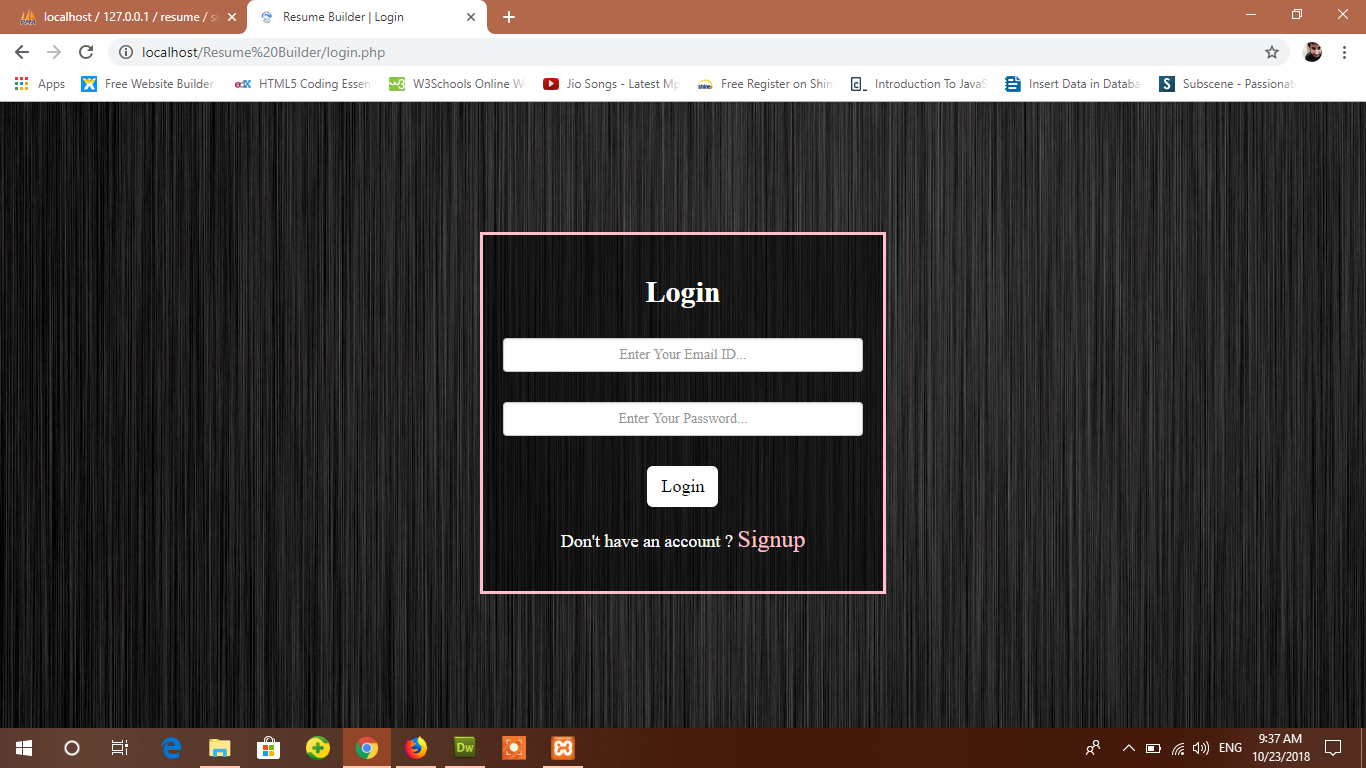 localhost / 127.0.0.1 / resume / si
Resume Builder | Login
localhost/Resume%20Builder/login.php
Apps
Free Website Builder
HTML5 Coding Essen
W3Schools Online W
Jio Songs - Latest Mp
Free Register on Shin
Introduction To JavaS
Insert Data in Databa
Subscene - Passionat
Login
Enter Your Email ID...
Enter Your Password...
Login
Don't have an account ? Signup
Dw
ENG
9:37 AM
10/23/2018